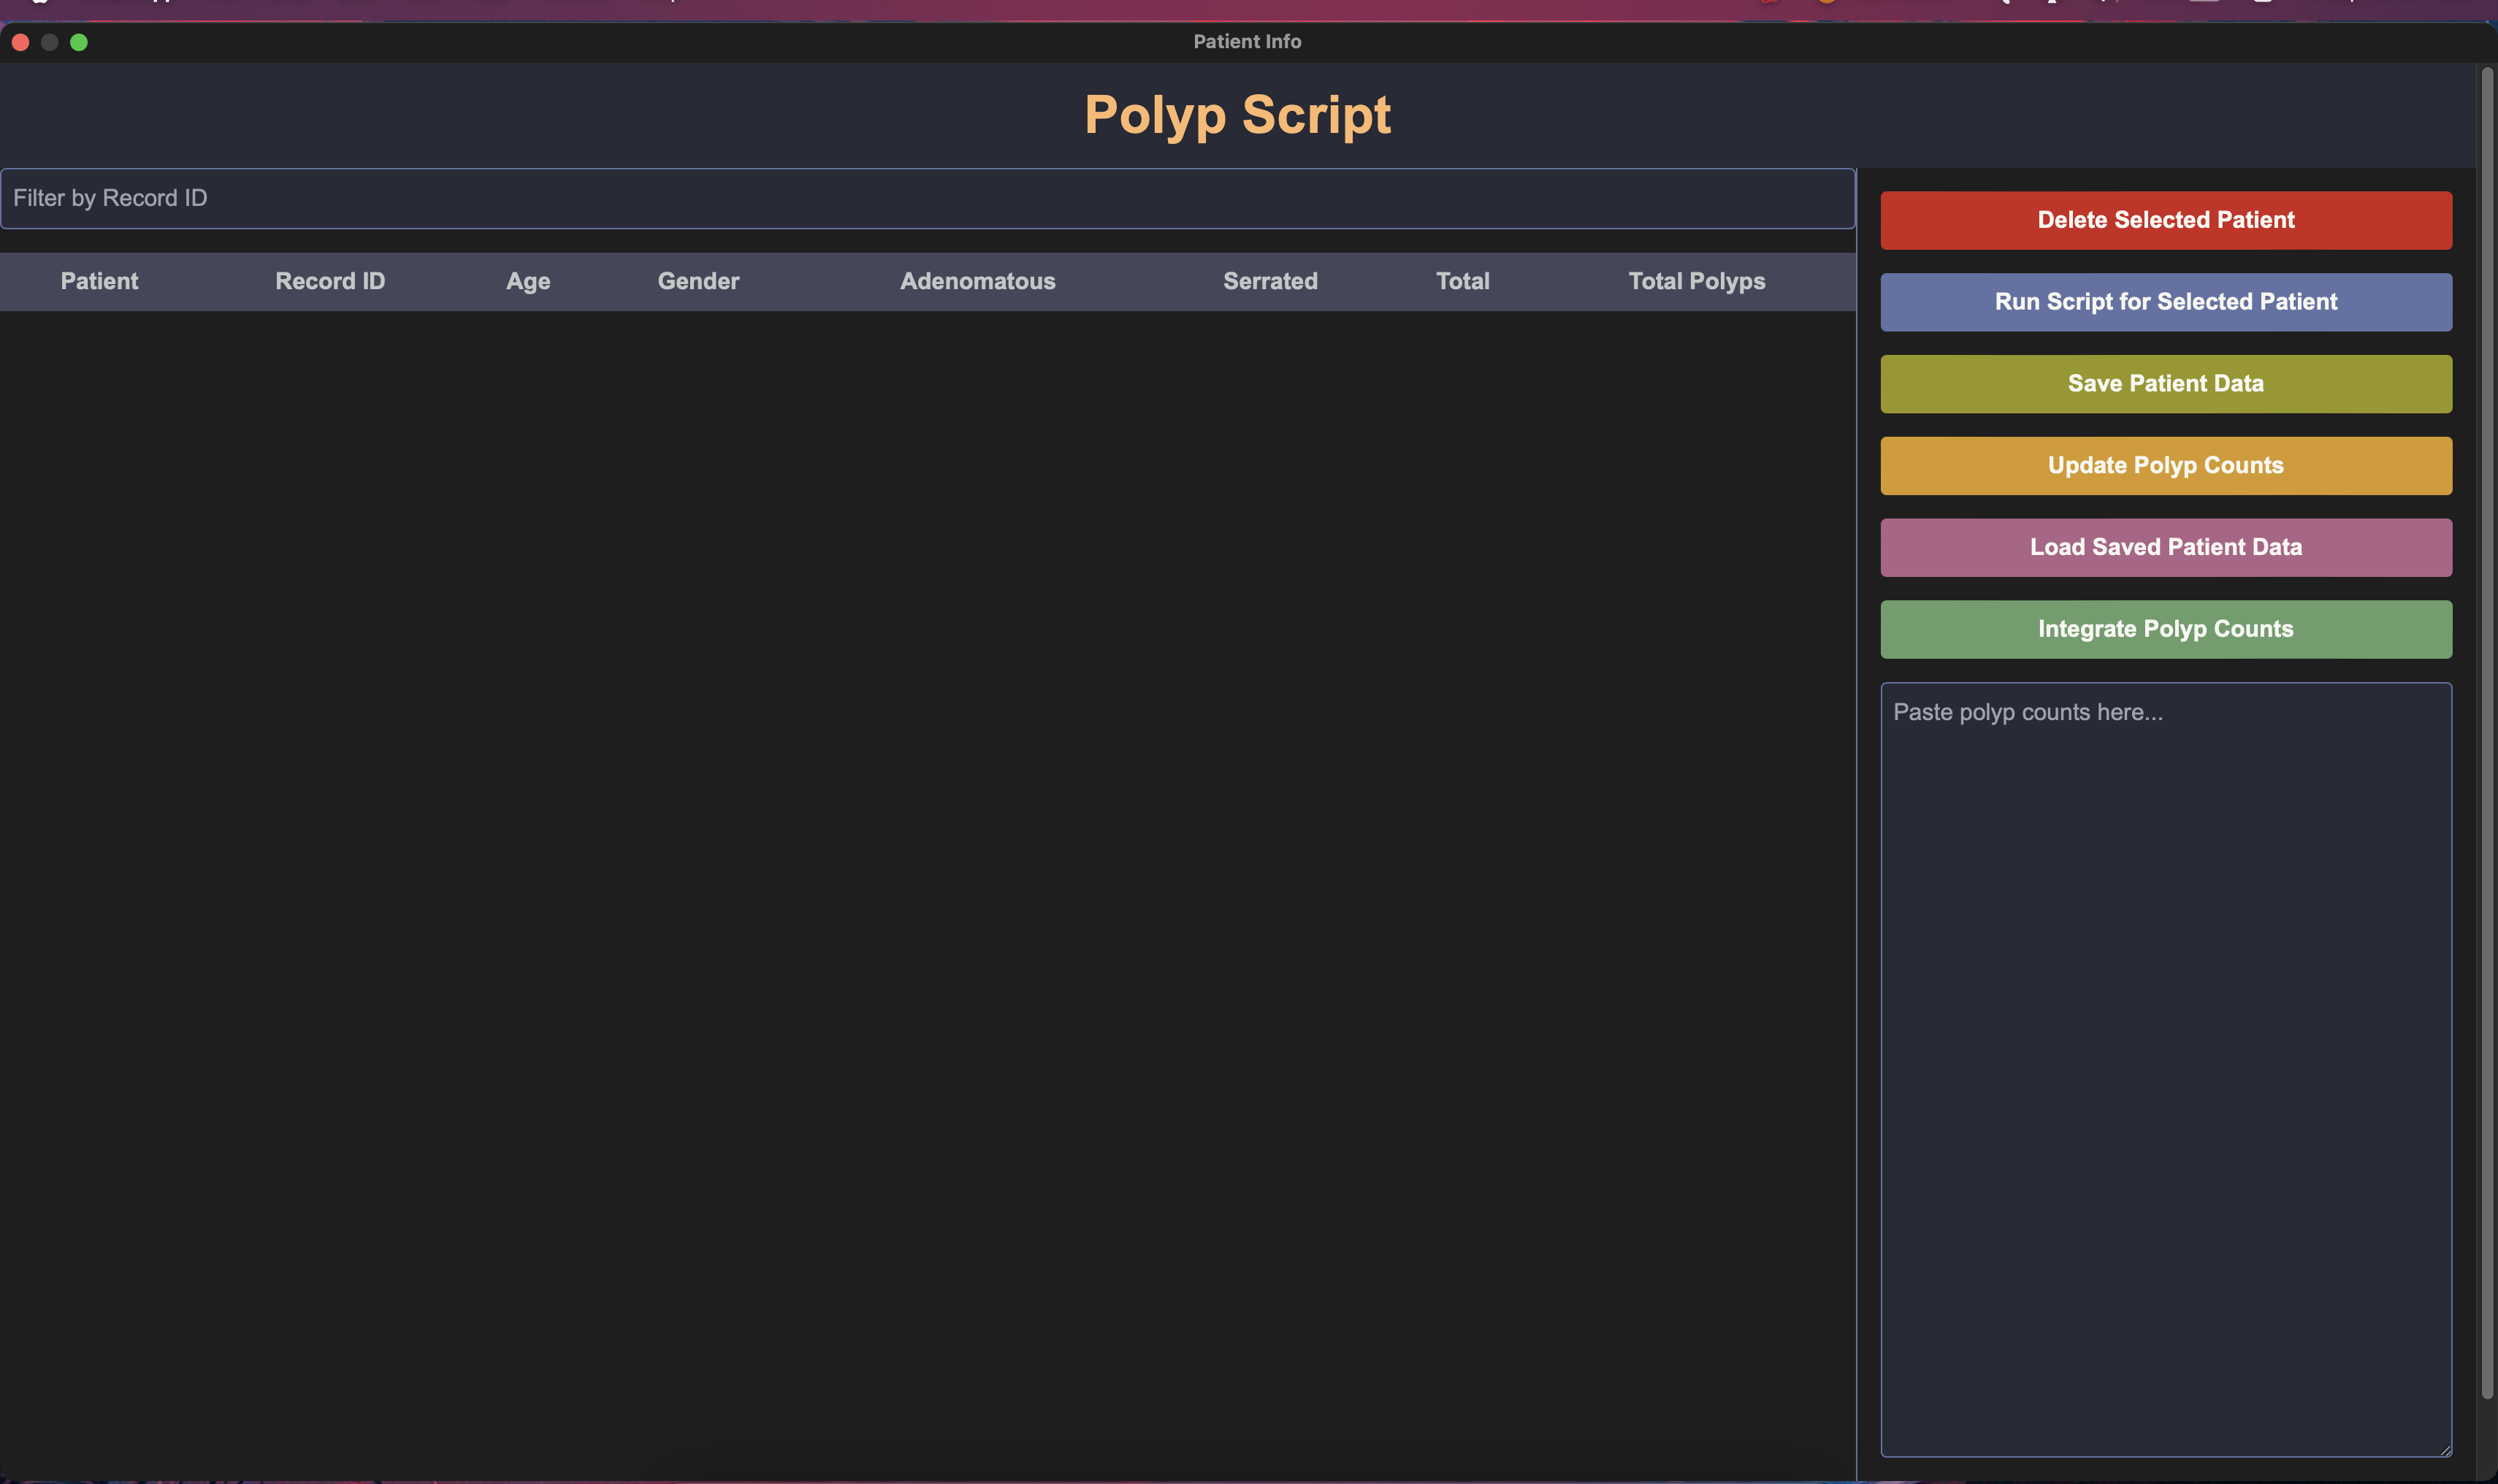 Patient Info
Polyp Script
Filter by Record ID
Patient Record ID Age Gender Adenomatous Serrated Total Total Polyps
Delete Selected Patient
Run Script for Selected Patient
Save Patient Data
Update Polyp Counts
Load Saved Patient Data
Integrate Polyp Counts
Paste polyp counts here...